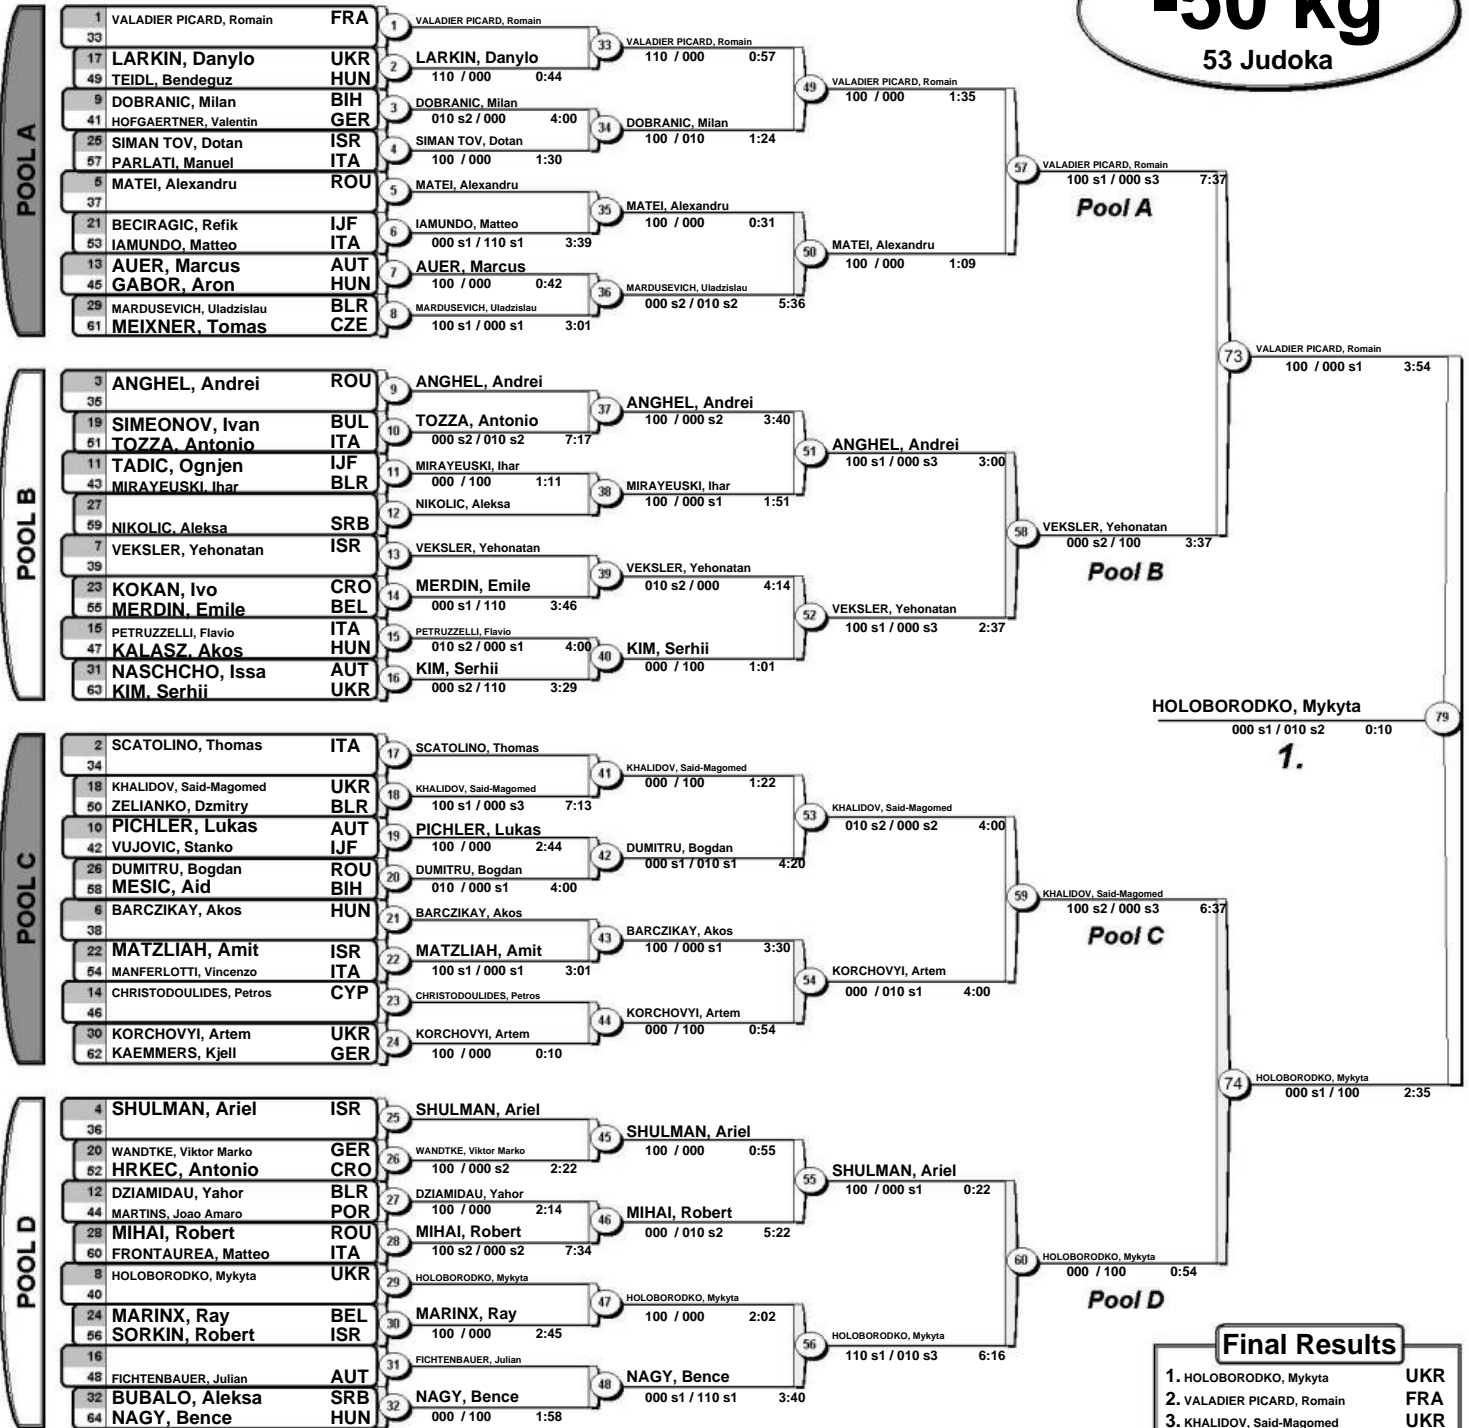 -50 kg
53 Judoka
POOL A
1 VALADIER PICARD, Romain FRA
33
17 LARKIN, Danylo UKR
49 TEIDL, Bendeguz HUN
9 DOBRANIC, Milan BIH
41 HOFGAERTNER, Valentin GER
25 SIMAN TOV, Dotan ISR
57 PARLATI, Manuel ITA
5 MATEI, Alexandru ROU
37
21 BECIRAGIC, Refik IJF
53 IAMUNDO, Matteo ITA
13 AUER, Marcus AUT
45 GABOR, Aron HUN
29 MARDUSEVICH, Uladzislau BLR
61 MEIXNER, Tomas CZE
1 VALADIER PICARD, Romain
2 LARKIN, Danylo
110 / 000 0:44
3 DOBRANIC, Milan
010 s2 / 000 4:00
4 SIMAN TOV, Dotan
100 / 000 1:30
5 MATEI, Alexandru
6 IAMUNDO, Matteo
000 s1 / 110 s1 3:39
7 AUER, Marcus
100 / 000 0:42
8 MARDUSEVICH, Uladzislau
100 s1 / 000 s1 3:01
33 VALADIER PICARD, Romain
110 / 000 0:57
34 DOBRANIC, Milan
100 / 010 1:24
35 MATEI, Alexandru
100 / 000 0:31
36 MARDUSEVICH, Uladzislau
000 s2 / 010 s2 5:36
49 VALADIER PICARD, Romain
100 / 000 1:35
50 MATEI, Alexandru
100 / 000 1:09
57 VALADIER PICARD, Romain
100 s1 / 000 s3 7:37
Pool A
POOL B
3 ANGHEL, Andrei ROU
35
19 SIMEONOV, Ivan BUL
51 TOZZA, Antonio ITA
11 TADIC, Ognjen IJF
43 MIRAYEUSKI, Ihar BLR
27
59 NIKOLIC, Aleksa SRB
7 VEKSLER, Yehonatan ISR
39
23 KOKAN, Ivo CRO
55 MERDIN, Emile BEL
15 PETRUZZELLI, Flavio ITA
47 KALASZ, Akos HUN
31 NASCHCHO, Issa AUT
63 KIM, Serhii UKR
9 ANGHEL, Andrei
10 TOZZA, Antonio
000 s2 / 010 s2 7:17
11 MIRAYEUSKI, Ihar
000 / 100 1:11
12 NIKOLIC, Aleksa
13 VEKSLER, Yehonatan
14 MERDIN, Emile
000 s1 / 110 3:46
15 PETRUZZELLI, Flavio
010 s2 / 000 s1 4:00
16 KIM, Serhii
000 s2 / 110 3:29
37 ANGHEL, Andrei
100 / 000 s2 3:40
38 MIRAYEUSKI, Ihar
100 / 000 s1 1:51
39 VEKSLER, Yehonatan
010 s2 / 000 4:14
40 KIM, Serhii
000 / 100 1:01
51 ANGHEL, Andrei
100 s1 / 000 s3 3:00
52 VEKSLER, Yehonatan
100 s1 / 000 s3 2:37
58 VEKSLER, Yehonatan
000 s2 / 100 3:37
Pool B
73 VALADIER PICARD, Romain
100 / 000 s1 3:54
HOLOBORODKO, Mykyta 79
000 s1 / 010 s2 0:10
1.
POOL C
2 SCATOLINO, Thomas ITA
34
18 KHALIDOV, Said-Magomed UKR
50 ZELIANKO, Dzmitry BLR
10 PICHLER, Lukas AUT
42 VUJOVIC, Stanko IJF
26 DUMITRU, Bogdan ROU
58 MESIC, Aid BIH
6 BARCZIKAY, Akos HUN
38
22 MATZLIAH, Amit ISR
54 MANFERLOTTI, Vincenzo ITA
14 CHRISTODOULIDES, Petros CYP
46
30 KORCHOVYI, Artem UKR
62 KAEMMERS, Kjell GER
17 SCATOLINO, Thomas
18 KHALIDOV, Said-Magomed
100 s1 / 000 s3 7:13
19 PICHLER, Lukas
100 / 000 2:44
20 DUMITRU, Bogdan
010 / 000 s1 4:00
21 BARCZIKAY, Akos
22 MATZLIAH, Amit
100 s1 / 000 s1 3:01
23 CHRISTODOULIDES, Petros
24 KORCHOVYI, Artem
100 / 000 0:10
41 KHALIDOV, Said-Magomed
000 / 100 1:22
42 DUMITRU, Bogdan
000 s1 / 010 s1 4:20
43 BARCZIKAY, Akos
100 / 000 s1 3:30
44 KORCHOVYI, Artem
000 / 100 0:54
53 KHALIDOV, Said-Magomed
010 s2 / 000 s2 4:00
54 KORCHOVYI, Artem
000 / 010 s1 4:00
59 KHALIDOV, Said-Magomed
100 s2 / 000 s3 6:37
Pool C
POOL D
4 SHULMAN, Ariel ISR
36
20 WANDTKE, Viktor Marko GER
52 HRKEC, Antonio CRO
12 DZIAMIDAU, Yahor BLR
44 MARTINS, Joao Amaro POR
28 MIHAI, Robert ROU
60 FRONTAUREA, Matteo ITA
8 HOLOBORODKO, Mykyta UKR
40
24 MARINX, Ray BEL
56 SORKIN, Robert ISR
16
48 FICHTENBAUER, Julian AUT
32 BUBALO, Aleksa SRB
64 NAGY, Bence HUN
25 SHULMAN, Ariel
26 WANDTKE, Viktor Marko
100 / 000 s2 2:22
27 DZIAMIDAU, Yahor
100 / 000 2:14
28 MIHAI, Robert
100 s2 / 000 s2 7:34
29 HOLOBORODKO, Mykyta
30 MARINX, Ray
100 / 000 2:45
31 FICHTENBAUER, Julian
32 NAGY, Bence
000 / 100 1:58
45 SHULMAN, Ariel
100 / 000 0:55
46 MIHAI, Robert
000 / 010 s2 5:22
47 HOLOBORODKO, Mykyta
100 / 000 2:02
48 NAGY, Bence
000 s1 / 110 s1 3:40
55 SHULMAN, Ariel
100 / 000 s1 0:22
56 HOLOBORODKO, Mykyta
110 s1 / 010 s3 6:16
60 HOLOBORODKO, Mykyta
000 / 100 0:54
Pool D
74 HOLOBORODKO, Mykyta
000 s1 / 100 2:35
Final Results
1. HOLOBORODKO, Mykyta UKR
2. VALADIER PICARD, Romain FRA
3. KHALIDOV, Said-Magomed UKR